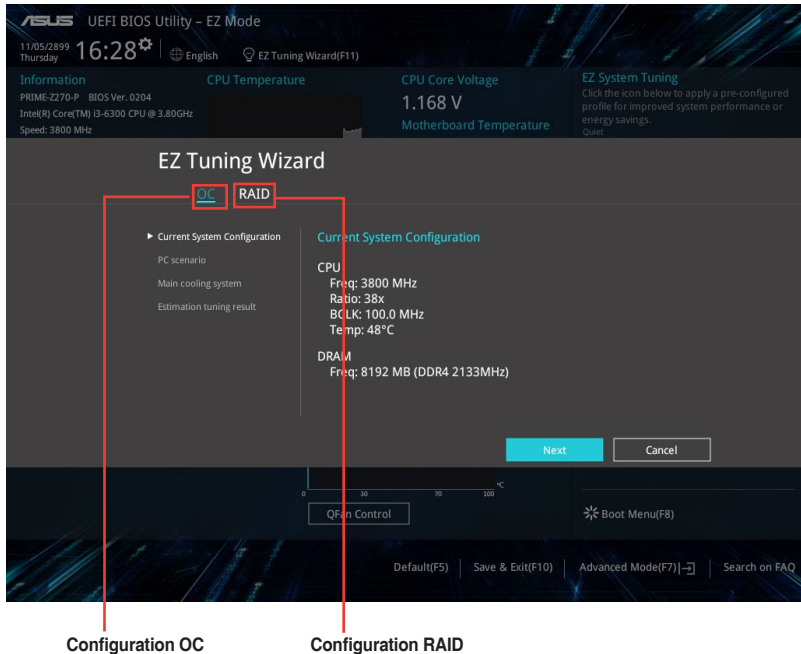 ASUS UEFI BIOS Utility – EZ Mode
11/05/2899
Thursday
16:28
English
EZ Tuning Wizard(F11)
Information
PRIME-Z270-P BIOS Ver. 0204
Intel(R) Core(TM) I3-6300 CPU @ 3.80GHz
Speed: 3800 MHz
CPU Temperature
CPU Core Voltage
1.168 V
Motherboard Temperature
EZ System Tuning
Click the icon below to apply a pre-configured
profile for improved system performance or
energy savings.
Quiet
EZ Tuning Wizard
OC
RAID
Current System Configuration
PC scenario
Main cooling system
Estimation tuning result
Current System Configuration
CPU
Freq: 3800 MHz
Ratio: 38x
BCLK: 100.0 MHz
Temp: 48°C
DRAM
Freq: 8192 MB (DDR4 2133MHz)
Next
Cancel
0 30 70 100
°C
QFan Control
Boot Menu(F8)
Default(F5)
Save & Exit(F10)
Advanced Mode(F7)
Search on FAQ
Configuration OC
Configuration RAID